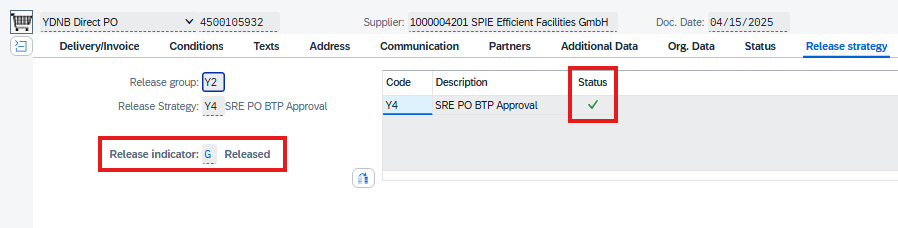 YDNB Direct PO 4500105932 Supplier: 1000004201 SPIE Efficient Facilities GmbH Doc. Date: 04/15/2025
Delivery/Invoice Conditions Texts Address Communication Partners Additional Data Org. Data Status Release strategy
Release group: Y2
Release Strategy: Y4 SRE PO BTP Approval
Release indicator: G Released
Code Description Status
Y4 SRE PO BTP Approval